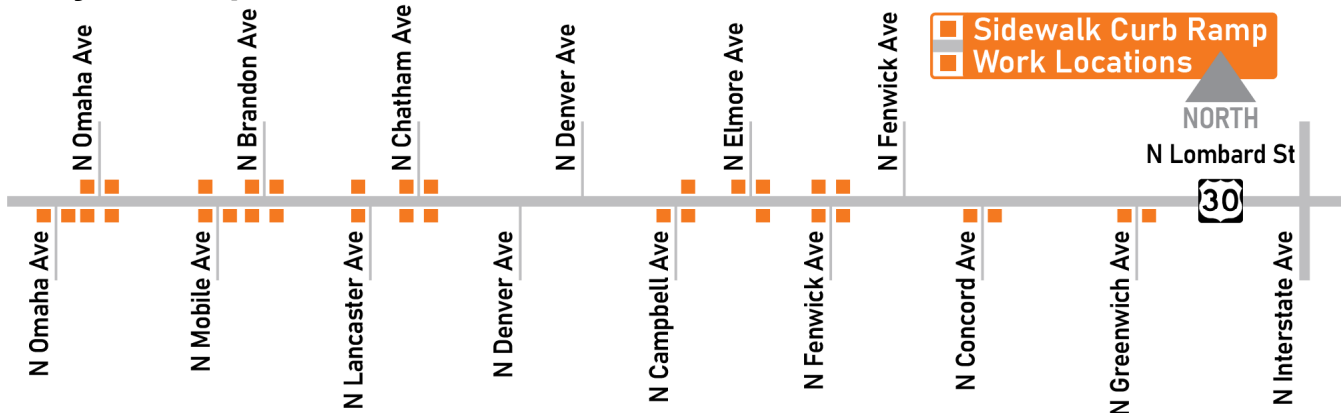 Sidewalk Curb Ramp
Work Locations
NORTH
N Lombard St
30
N Omaha Ave
N Brandon Ave
N Chatham Ave
N Denver Ave
N Elmore Ave
N Fenwick Ave
N Omaha Ave
N Mobile Ave
N Lancaster Ave
N Denver Ave
N Campbell Ave
N Fenwick Ave
N Concord Ave
N Greenwich Ave
N Interstate Ave